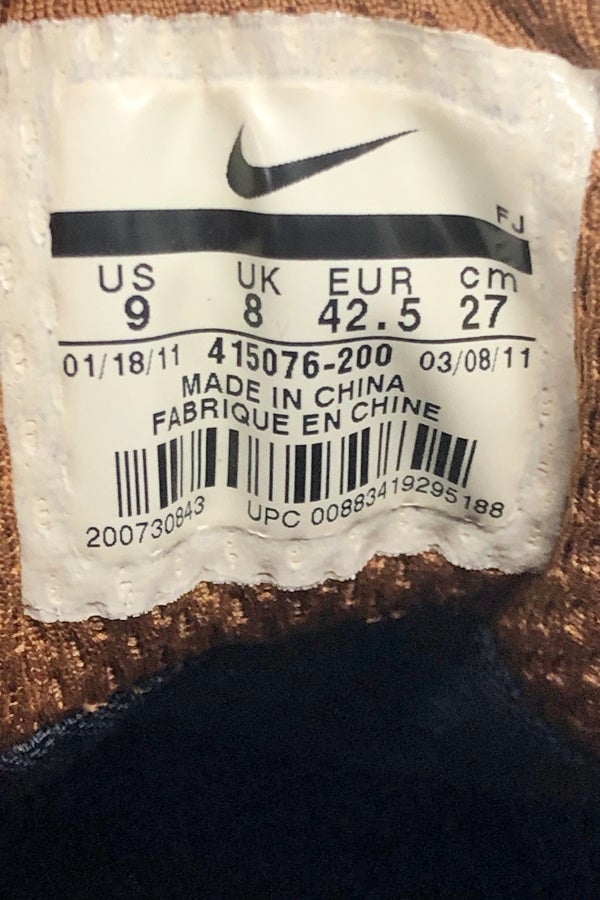 FJ
US UK EUR cm
9 8 42.5 27
01/18/11 415076-200 03/08/11
MADE IN CHINA
FABRIQUE EN CHINE
200730843 UPC 00883419295188